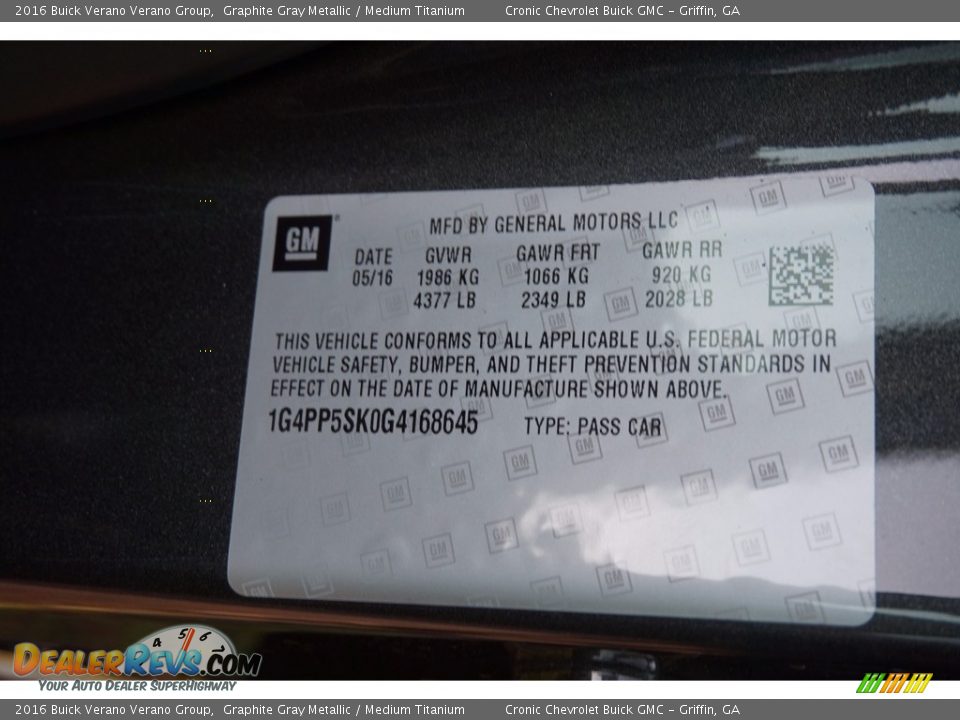 2016 Buick Verano Verano Group, Graphite Gray Metallic / Medium Titanium Cronic Chevrolet Buick GMC - Griffin, GA
GM
MFD BY GENERAL MOTORS LLC
DATE GVWR GAWR FRT GAWR RR
05/16 1986 KG 1066 KG 920 KG
4377 LB 2349 LB 2028 LB
THIS VEHICLE CONFORMS TO ALL APPLICABLE U.S. FEDERAL MOTOR
VEHICLE SAFETY, BUMPER, AND THEFT PREVENTION STANDARDS IN
EFFECT ON THE DATE OF MANUFACTURE SHOWN ABOVE.
1G4PP5SK0G4168645 TYPE: PASS CAR
4 5 6
DEALERREVS.COM
YOUR AUTO DEALER SUPERHIGHWAY
2016 Buick Verano Verano Group, Graphite Gray Metallic / Medium Titanium Cronic Chevrolet Buick GMC - Griffin, GA